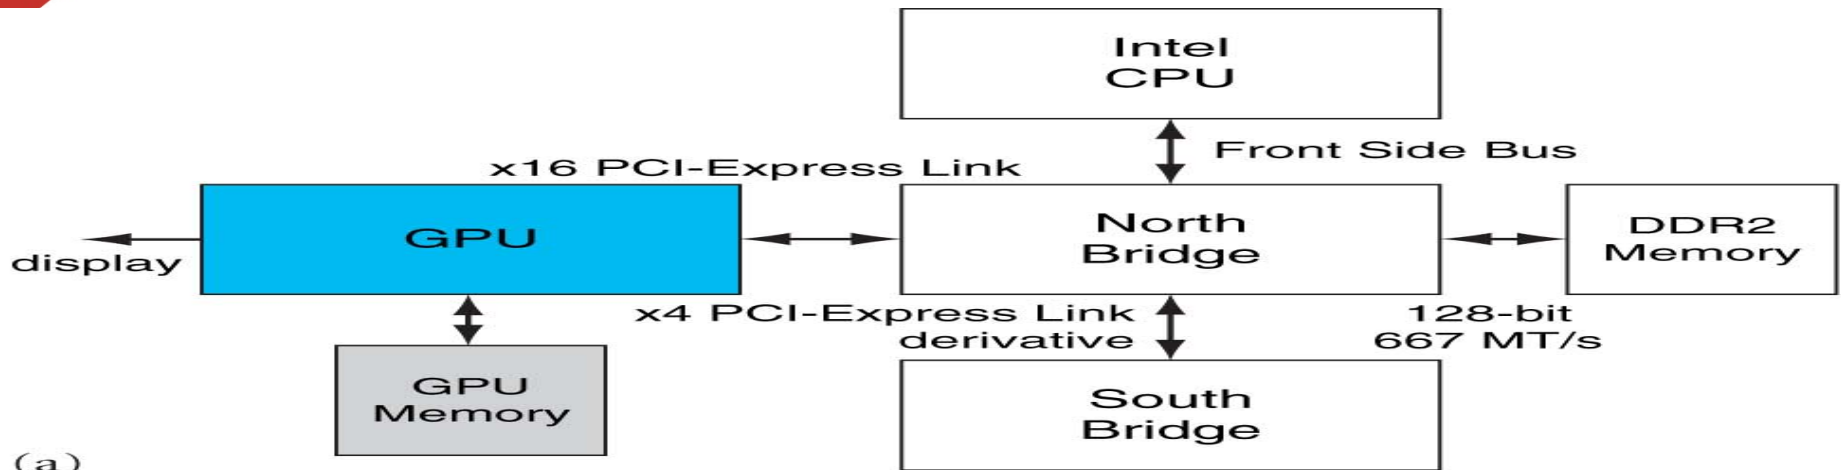 Intel
CPU
Front Side Bus
x16 PCI-Express Link
GPU
North
Bridge
DDR2
Memory
display
x4 PCI-Express Link
derivative
128-bit
667 MT/s
GPU
Memory
South
Bridge
(a)